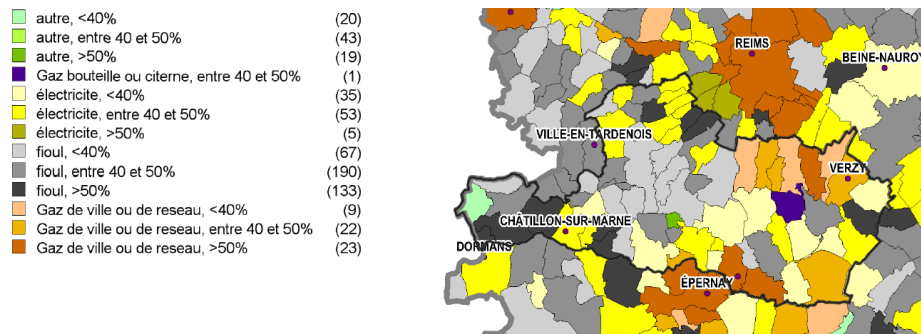 autre, <40% (20)
autre, entre 40 et 50% (43)
autre, >50% (19)
Gaz bouteille ou citerne, entre 40 et 50% (1)
électricite, <40% (35)
électricite, entre 40 et 50% (53)
électricite, >50% (5)
fioul, <40% (67)
fioul, entre 40 et 50% (190)
fioul, >50% (133)
Gaz de ville ou de reseau, <40% (9)
Gaz de ville ou de reseau, entre 40 et 50% (22)
Gaz de ville ou de reseau, >50% (23)
REIMS
BEINE-NAUROY
VILLE-EN-TARDENOIS
VERZY
CHÂTILLON-SUR-MARNE
DORMANS
ÉPERNAY